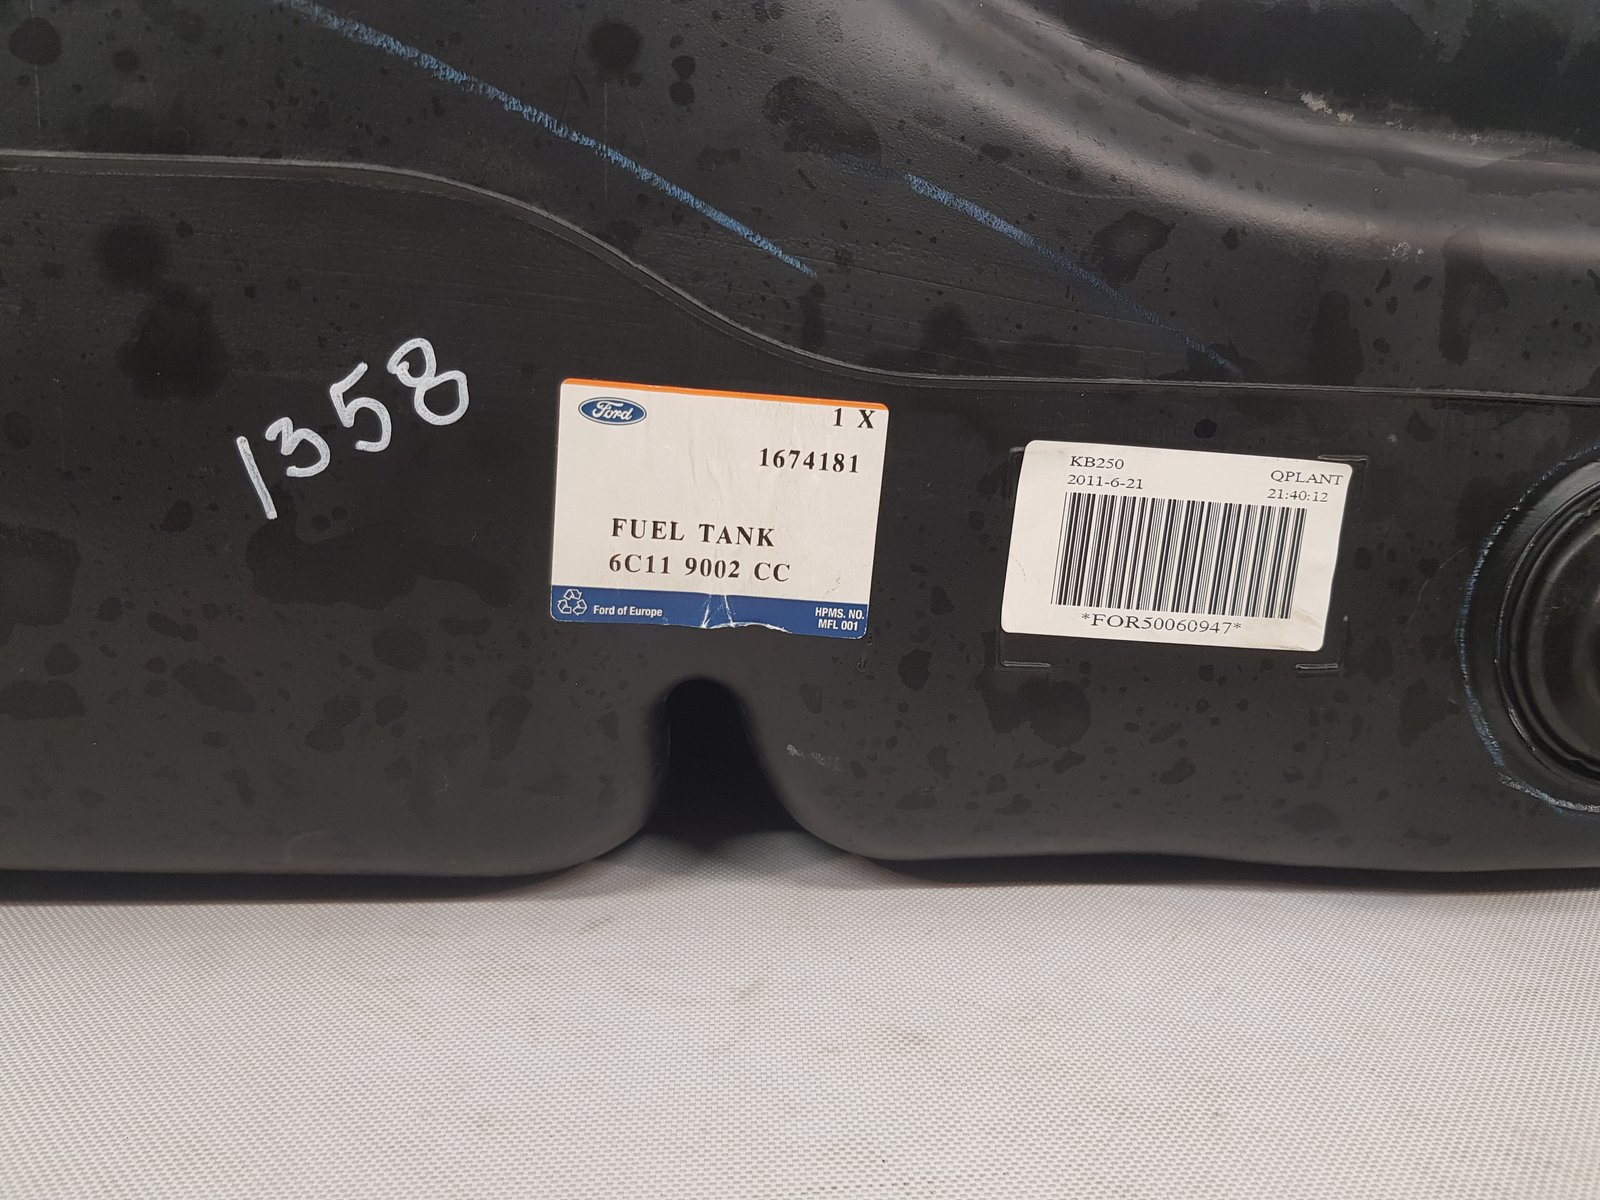 1358
Ford
1 X
1674181
FUEL TANK
6C11 9002 CC
Ford of Europe
HPMS. NO.
MFL 001
KB250
QPLANT
2011-6-21
21:40:12
*FOR50060947*